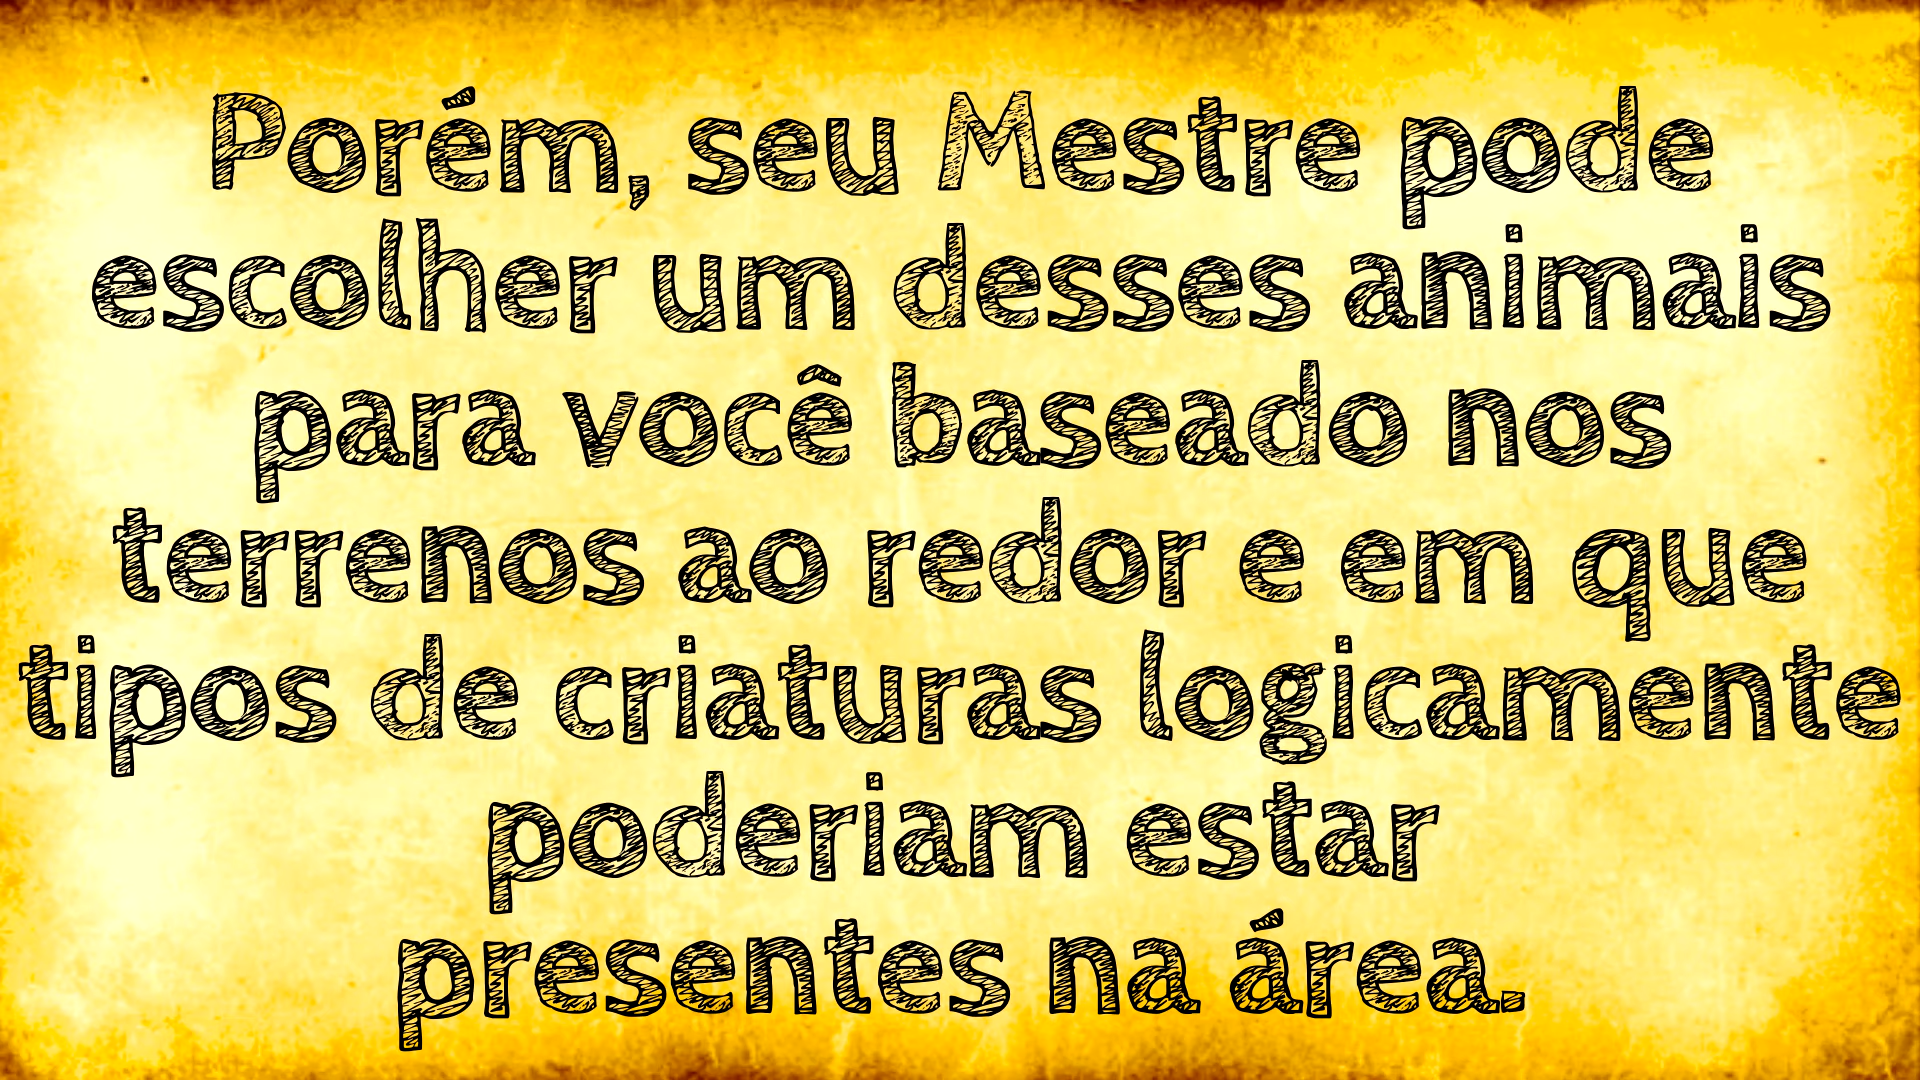 Porém, seu Mestre pode
escolher um desses animais
para você baseado nos
terrenos ao redor e em que
tipos de criaturas logicamente
poderiam estar
presentes na área.